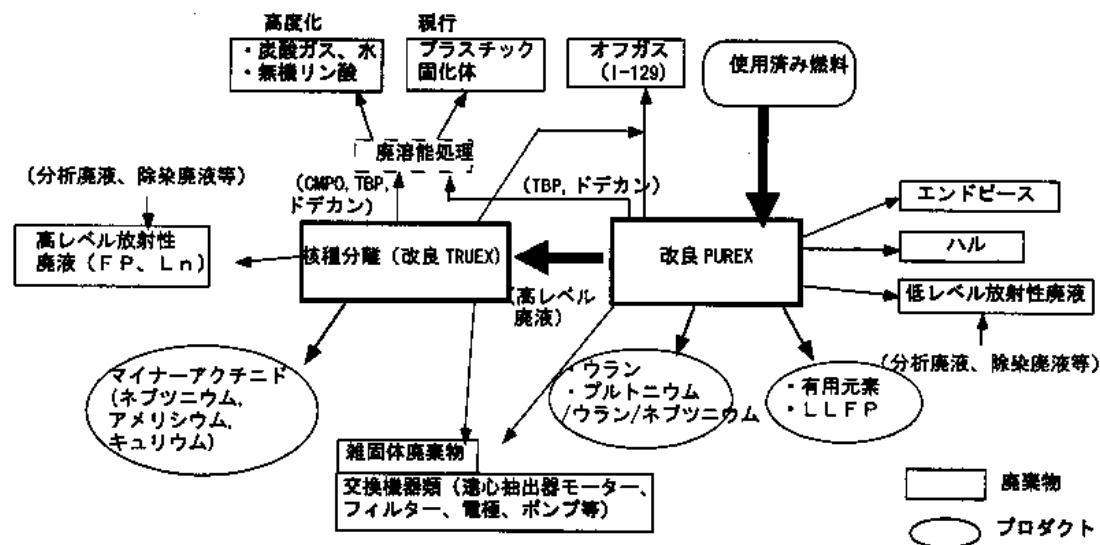 高度化
・炭酸ガス、水
・無機リン酸
現行
プラスチック
固化体
オフガス
(I-129)
使用済み燃料
廃溶能処理
(分析廃液、除染廃液等)
(CMPO, TBP,
ドデカン)
(TBP, ドデカン)
エンドピース
高レベル放射性
廃液(FP、Ln)
核種分離(改良 TRUEX)
改良 PUREX
ハル
(高レベル
廃液)
低レベル放射性廃液
(分析廃液、除染廃液等)
マイナーアクチニド
(ネプツニウム,
アメリシウム,
キュリウム)
・ウラン
・プルトニウム
/ウラン/ネプツニウム
・有用元素
・LLFP
雑固体廃棄物
交換機器類(遠心抽出器モーター、
フィルター、電極、ポンプ等)
廃棄物
プロダクト